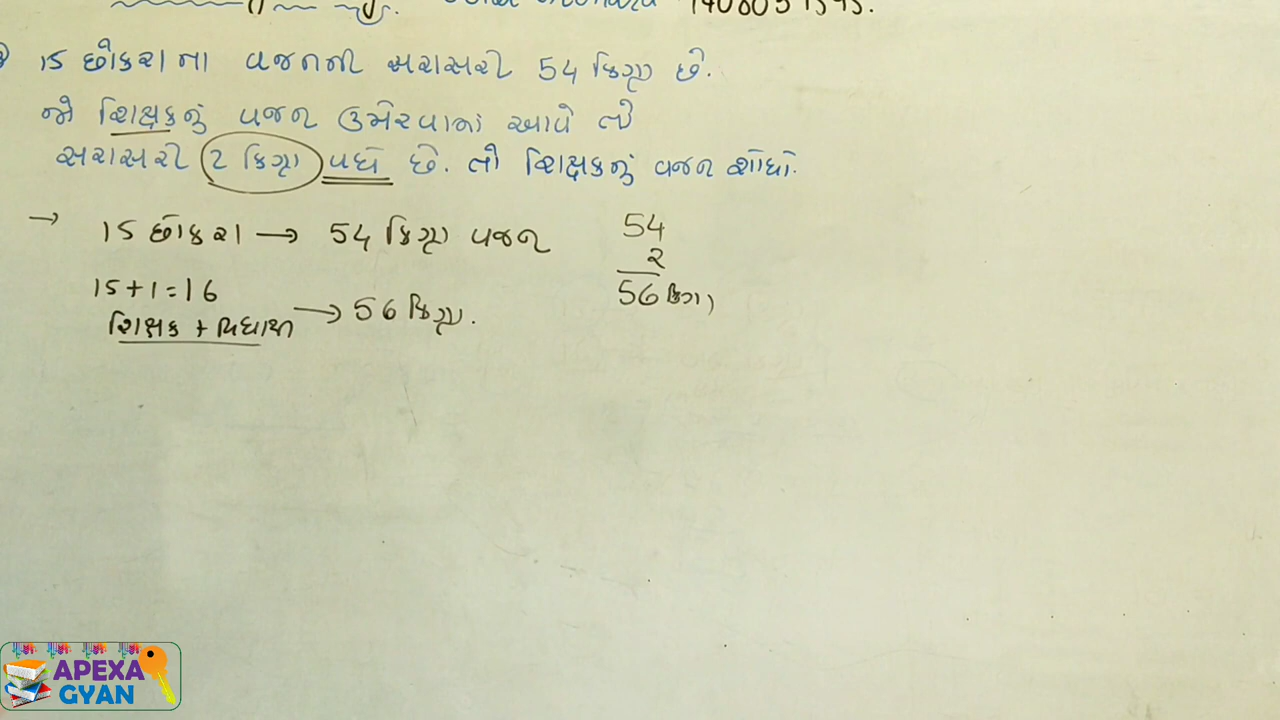 15 છોકરાના વજનની સરાસરી 54 કિગ્રા છે.
જો શિક્ષકનું વજન ઉમેરવામાં આવે તો
સરાસરી 2 કિગ્રા વધે છે. તો શિક્ષકનું વજન શોધો.
→ 15 છોકરા → 54 કિગ્રા વજન
54
2
56 કિગ્રા
15+1=16
શિક્ષક + → 56 કિગ્રા.
APEXA
GYAN